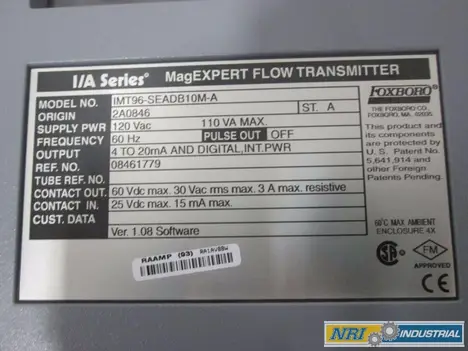 I/A Series® MagEXPERT FLOW TRANSMITTER
MODEL NO. IMT96-SEADB10M-A
ORIGIN 2A0846 ST. A
SUPPLY PWR 120 Vac 110 VA MAX.
FREQUENCY 60 Hz PULSE OUT OFF
OUTPUT 4 TO 20mA AND DIGITAL,INT.PWR
REF. NO. 08461779
TUBE REF. NO.
CONTACT OUT. 60 Vdc max. 30 Vac rms max. 3 A max. resistive
CONTACT IN. 25 Vdc max. 15 mA max.
CUST. DATA
Ver. 1.08 Software
RAAMP (93)
FOXBORO
THE FOXBORO CO.
FOXBORO, MA. 02035
This product and
its components are
protected by
U.S. Patent No.
5,641,914 and
other Foreign
Patents
60°C MAX AMBIENT
ENCLOSURE 4X
SA
FM
APPROVED
CE
NRI INDUSTRIAL